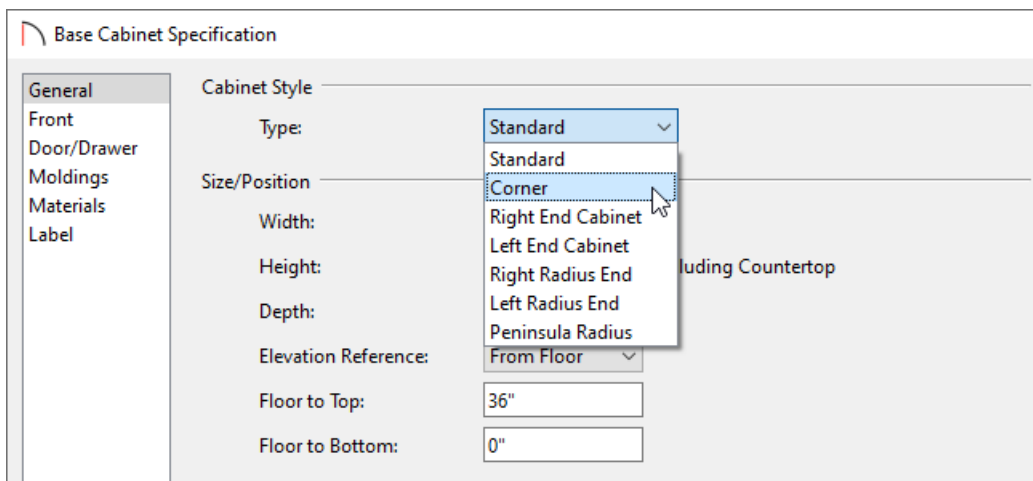 Base Cabinet Specification
General
Front
Door/Drawer
Moldings
Materials
Label
Cabinet Style
Type:
Standard
Standard
Corner
Right End Cabinet
Left End Cabinet
Right Radius End
Left Radius End
Peninsula Radius
Size/Position
Width:
Height:
luding Countertop
Depth:
Elevation Reference:
From Floor
Floor to Top:
36"
Floor to Bottom:
0"